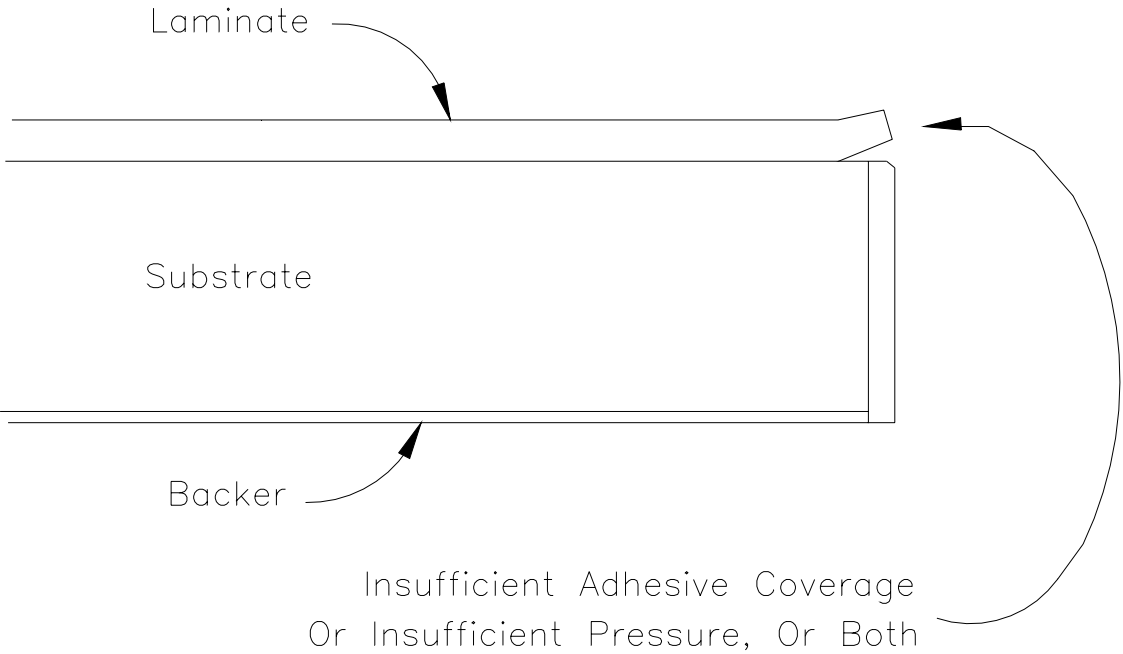 Laminate
Substrate
Backer
Insufficient Adhesive Coverage
Or Insufficient Pressure, Or Both